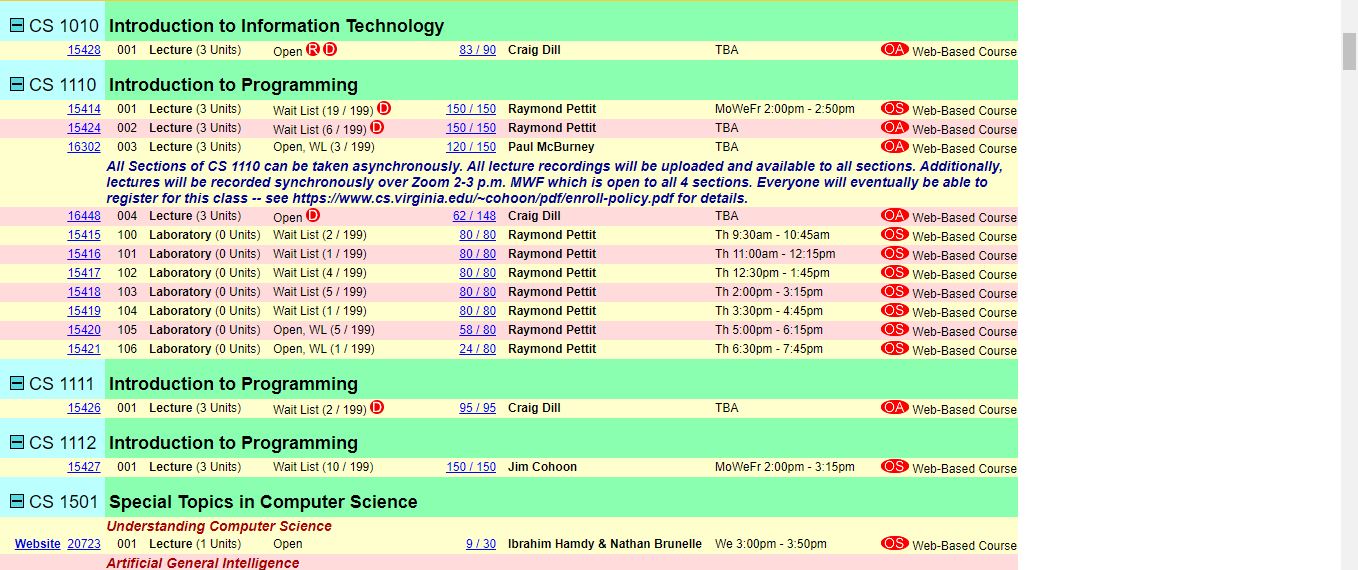 CS 1010 Introduction to Information Technology
15428 001 Lecture (3 Units) Open R D 83 / 90 Craig Dill TBA OA Web-Based Course
CS 1110 Introduction to Programming
15414 001 Lecture (3 Units) Wait List (19 / 199) D 150 / 150 Raymond Pettit MoWeFr 2:00pm - 2:50pm OS Web-Based Course
15424 002 Lecture (3 Units) Wait List (6 / 199) D 150 / 150 Raymond Pettit TBA OA Web-Based Course
16302 003 Lecture (3 Units) Open, WL (3 / 199) 120 / 150 Paul McBurney TBA OA Web-Based Course
All Sections of CS 1110 can be taken asynchronously. All lecture recordings will be uploaded and available to all sections. Additionally,
lectures will be recorded synchronously over Zoom 2-3 p.m. MWF which is open to all 4 sections. Everyone will eventually be able to
register for this class -- see https://www.cs.virginia.edu/~cohoon/pdf/enroll-policy.pdf for details.
16448 004 Lecture (3 Units) Open D 62 / 148 Craig Dill TBA OA Web-Based Course
15415 100 Laboratory (0 Units) Wait List (2 / 199) 80 / 80 Raymond Pettit Th 9:30am - 10:45am OS Web-Based Course
15416 101 Laboratory (0 Units) Wait List (1 / 199) 80 / 80 Raymond Pettit Th 11:00am - 12:15pm OS Web-Based Course
15417 102 Laboratory (0 Units) Wait List (4 / 199) 80 / 80 Raymond Pettit Th 12:30pm - 1:45pm OS Web-Based Course
15418 103 Laboratory (0 Units) Wait List (5 / 199) 80 / 80 Raymond Pettit Th 2:00pm - 3:15pm OS Web-Based Course
15419 104 Laboratory (0 Units) Wait List (1 / 199) 80 / 80 Raymond Pettit Th 3:30pm - 4:45pm OS Web-Based Course
15420 105 Laboratory (0 Units) Open, WL (5 / 199) 58 / 80 Raymond Pettit Th 5:00pm - 6:15pm OS Web-Based Course
15421 106 Laboratory (0 Units) Open, WL (1 / 199) 24 / 80 Raymond Pettit Th 6:30pm - 7:45pm OS Web-Based Course
CS 1111 Introduction to Programming
15426 001 Lecture (3 Units) Wait List (2 / 199) D 95 / 95 Craig Dill TBA OA Web-Based Course
CS 1112 Introduction to Programming
15427 001 Lecture (3 Units) Wait List (10 / 199) 150 / 150 Jim Cohoon MoWeFr 2:00pm - 3:15pm OS Web-Based Course
CS 1501 Special Topics in Computer Science
Understanding Computer Science
Website 20723 001 Lecture (1 Units) Open 9 / 30 Ibrahim Hamdy & Nathan Brunelle We 3:00pm - 3:50pm OS Web-Based Course
Artificial General Intelligence